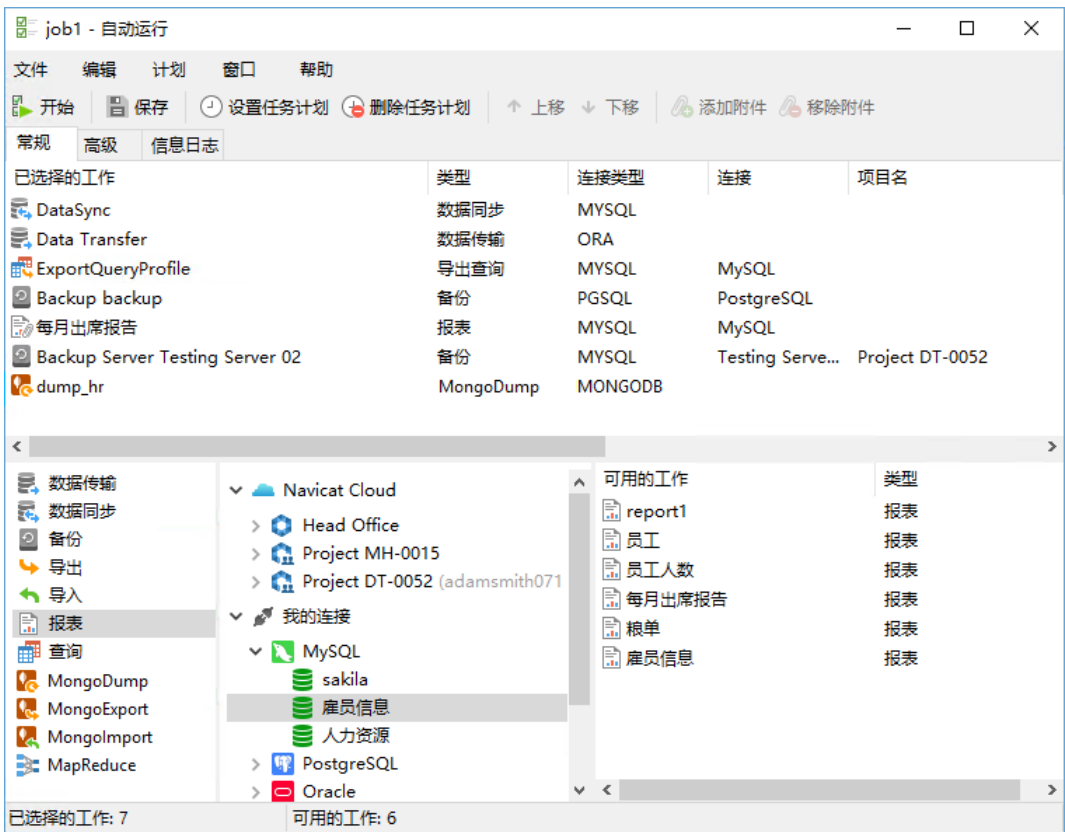 job1 - 自动运行
文件 编辑 计划 窗口 帮助
开始 保存 设置任务计划 删除任务计划 上移 下移 添加附件 移除附件
常规 高级 信息日志
已选择的工作 类型 连接类型 连接 项目名
DataSync 数据同步 MYSQL
Data Transfer 数据传输 ORA
ExportQueryProfile 导出查询 MYSQL MySQL
Backup backup 备份 PGSQL PostgreSQL
每月出席报告 报表 MYSQL MySQL
Backup Server Testing Server 02 备份 MYSQL Testing Serve... Project DT-0052
dump_hr MongoDump MONGODB
数据传输
数据同步
备份
导出
导入
报表
查询
MongoDump
MongoExport
MongoImport
MapReduce
Navicat Cloud
Head Office
Project MH-0015
Project DT-0052 (adamsmith071
我的连接
MySQL
sakila
雇员信息
人力资源
PostgreSQL
Oracle
可用的工作 类型
report1 报表
员工 报表
员工人数 报表
每月出席报告 报表
粮单 报表
雇员信息 报表
已选择的工作: 7 可用的工作: 6